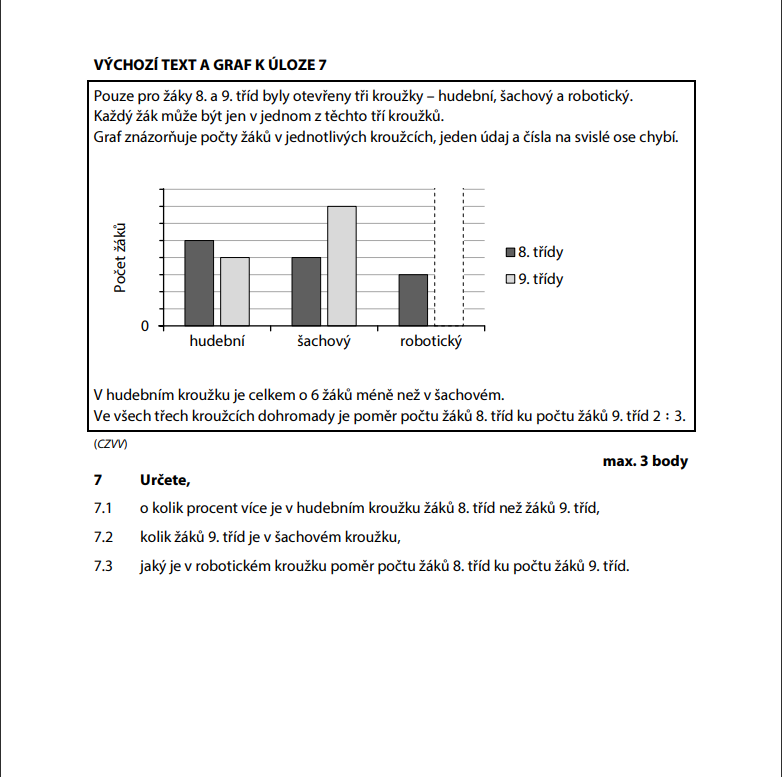 VÝCHOZÍ TEXT A GRAF K ÚLOZE 7
Pouze pro žáky 8. a 9. tříd byly otevřeny tři kroužky – hudební, šachový a robotický.
Každý žák může být jen v jednom z těchto tří kroužků.
Graf znázorňuje počty žáků v jednotlivých kroužcích, jeden údaj a čísla na svislé ose chybí.
Počet žáků
8. třídy
9. třídy
0
hudební šachový robotický
V hudebním kroužku je celkem o 6 žáků méně než v šachovém.
Ve všech třech kroužcích dohromady je poměr počtu žáků 8. tříd ku počtu žáků 9. tříd 2 : 3.
(CZVV)
max. 3 body
7 Určete,
7.1 o kolik procent více je v hudebním kroužku žáků 8. tříd než žáků 9. tříd,
7.2 kolik žáků 9. tříd je v šachovém kroužku,
7.3 jaký je v robotickém kroužku poměr počtu žáků 8. tříd ku počtu žáků 9. tříd.